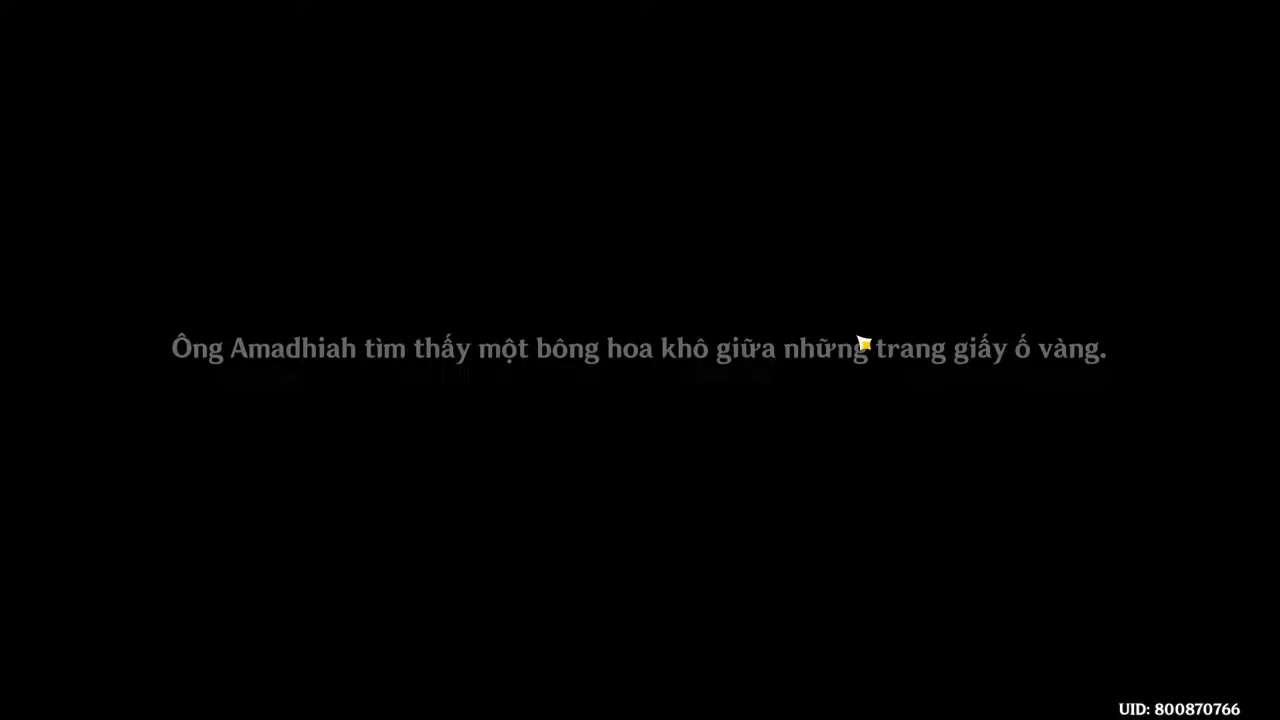 Ông Amadhiah tìm thấy một bông hoa khô giữa những trang giấy ố vàng.
UID: 800870766